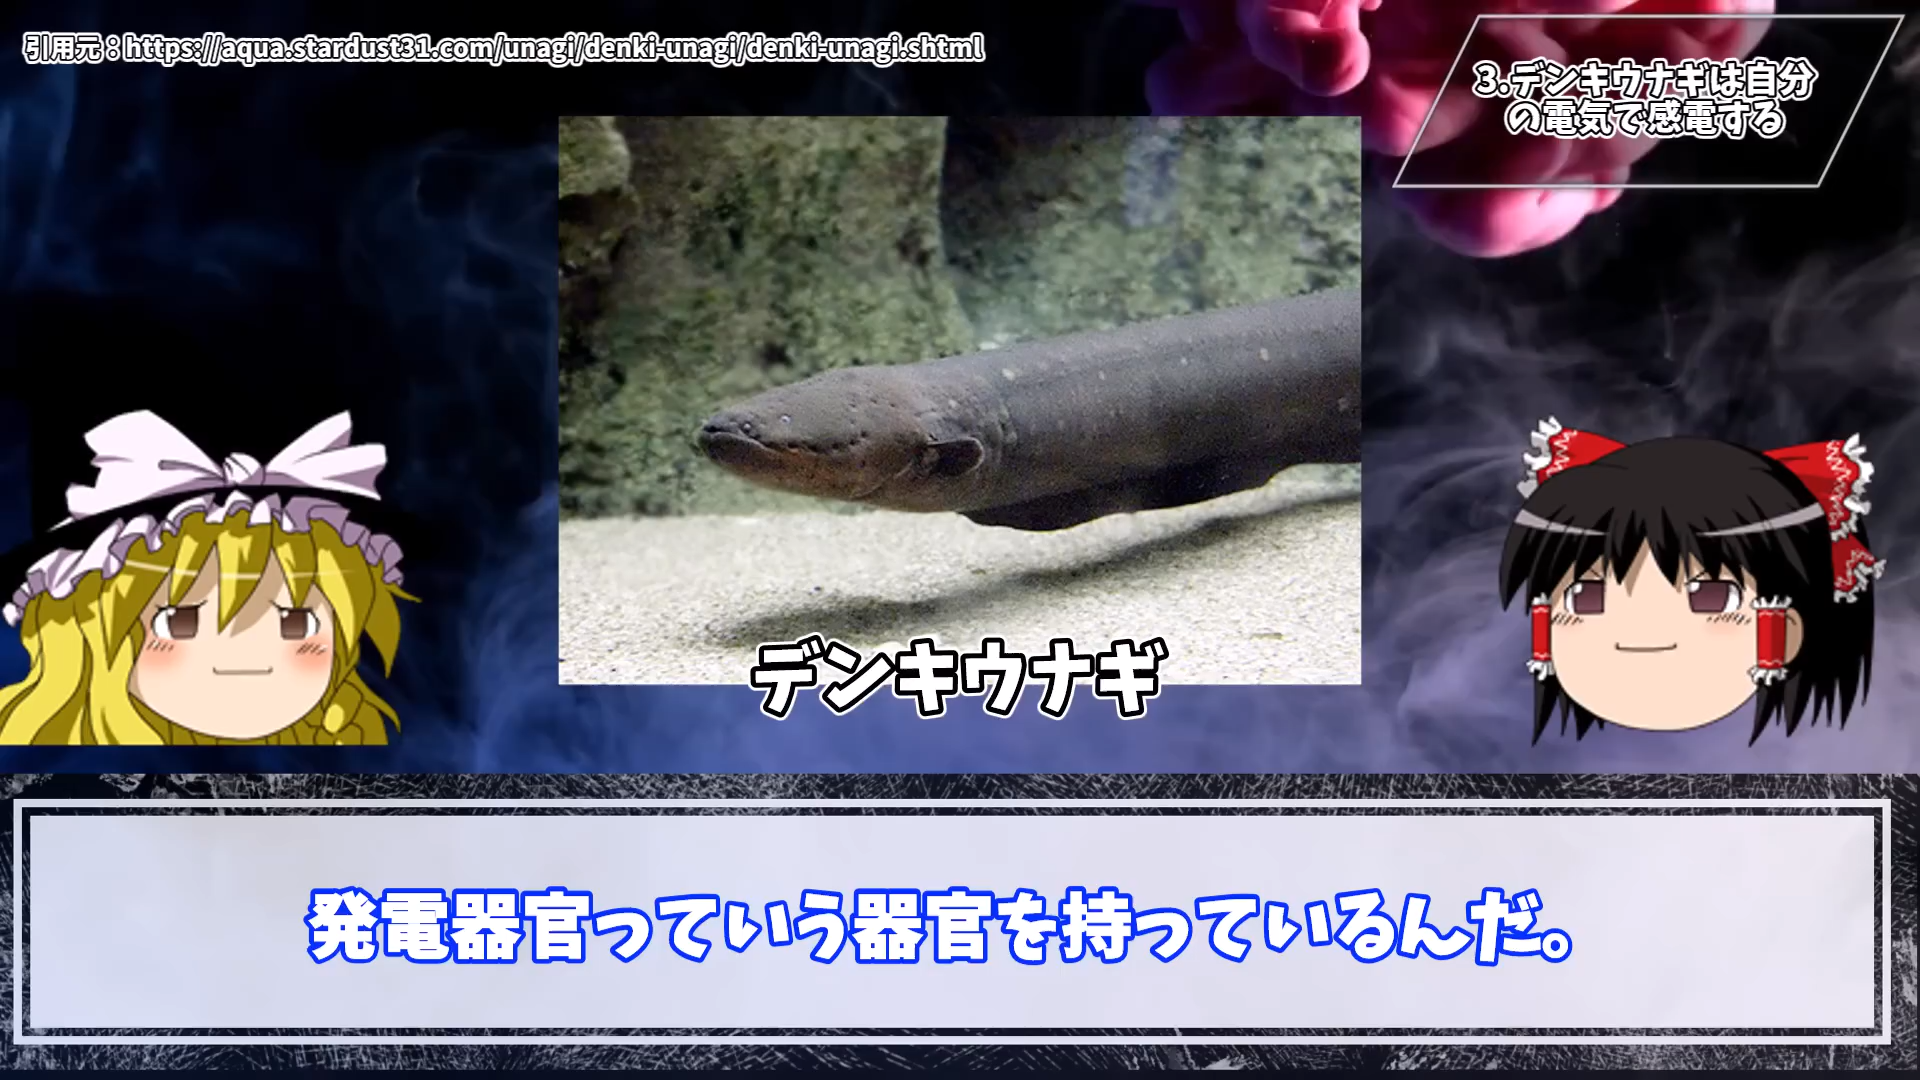 引用元：https://aqua.stardust31.com/unagi/denki-unagi/denki-unagi.shtml
3.デンキウナギは自分
の電気で感電する
デンキウナギ
発電器官っていう器官を持っているんだ。